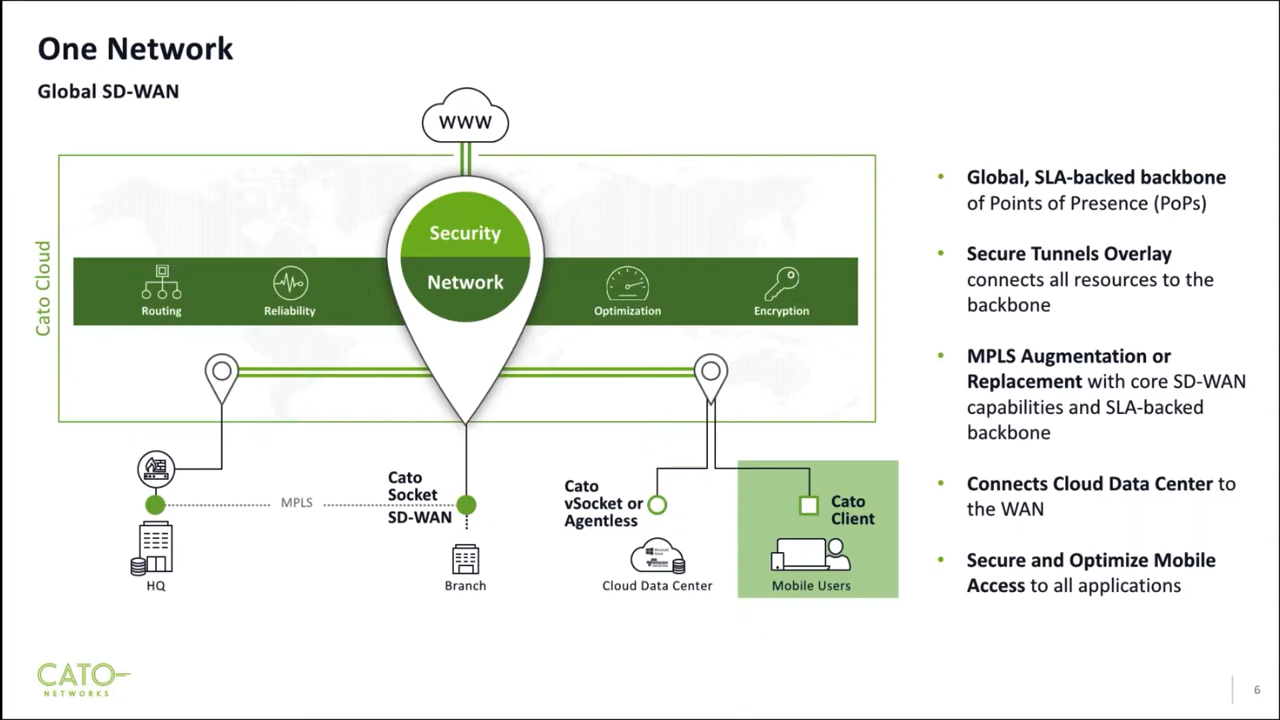 One Network
Global SD-WAN
WWW
Cato Cloud
Security
Network
Routing
Reliability
Optimization
Encryption
MPLS
Cato
Socket
SD-WAN
Cato
vSocket or
Agentless
Cato
Client
HQ
Branch
Cloud Data Center
Mobile Users
• Global, SLA-backed backbone
of Points of Presence (PoPs)
• Secure Tunnels Overlay
connects all resources to the
backbone
• MPLS Augmentation or
Replacement with core SD-WAN
capabilities and SLA-backed
backbone
• Connects Cloud Data Center to
the WAN
• Secure and Optimize Mobile
Access to all applications
CATO
NETWORKS
6